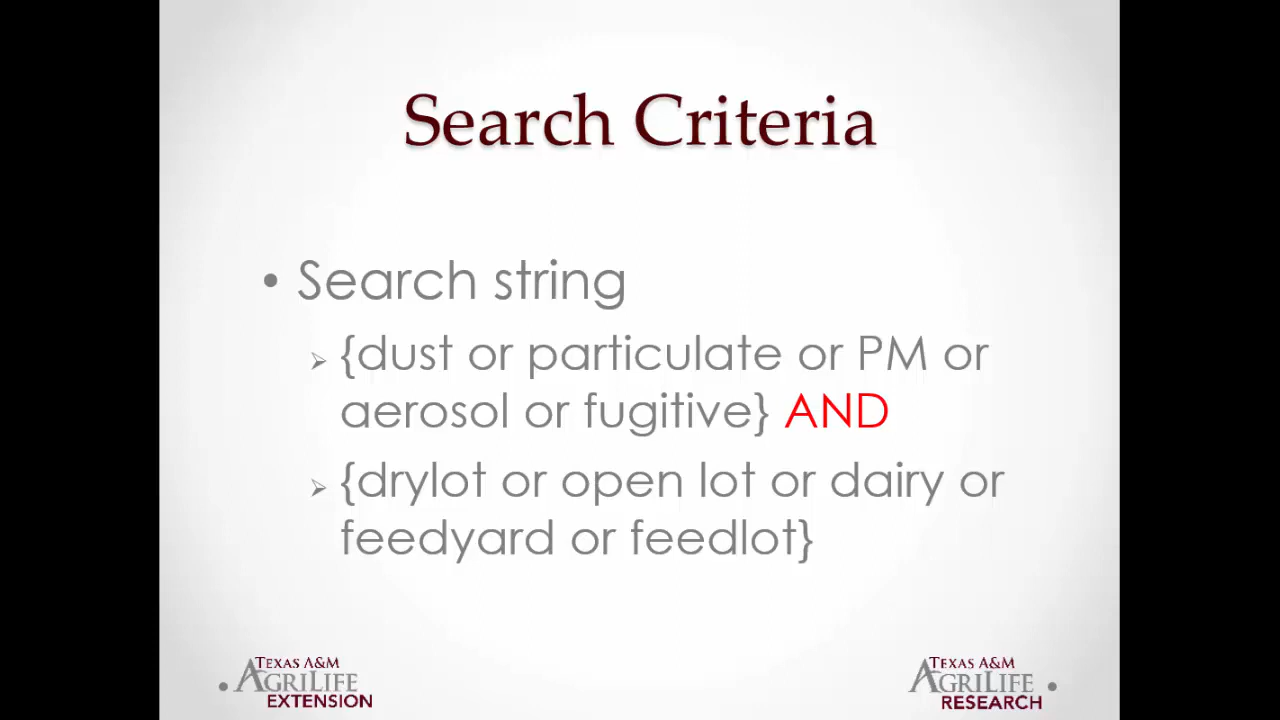 Search Criteria
• Search string
➢ {dust or particulate or PM or
aerosol or fugitive} AND
➢ {drylot or open lot or dairy or
feedyard or feedlot}
TEXAS A&M
AGRILIFE
EXTENSION
TEXAS A&M
AGRILIFE
RESEARCH